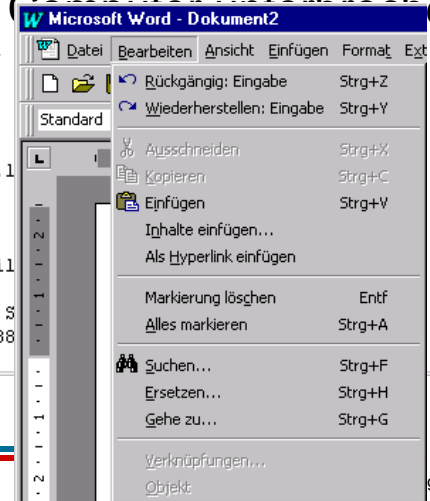 Microsoft Word - Dokument2
Datei Bearbeiten Ansicht Einfügen Format
Standard
Rückgängig: Eingabe Strg+Z
Wiederherstellen: Eingabe Strg+Y
Ausschneiden Strg+X
Kopieren Strg+C
Einfügen Strg+V
Inhalte einfügen...
Als Hyperlink einfügen
Markierung löschen Entf
Alles markieren Strg+A
Suchen... Strg+F
Ersetzen... Strg+H
Gehe zu... Strg+G
Verknüpfungen...
Objekt